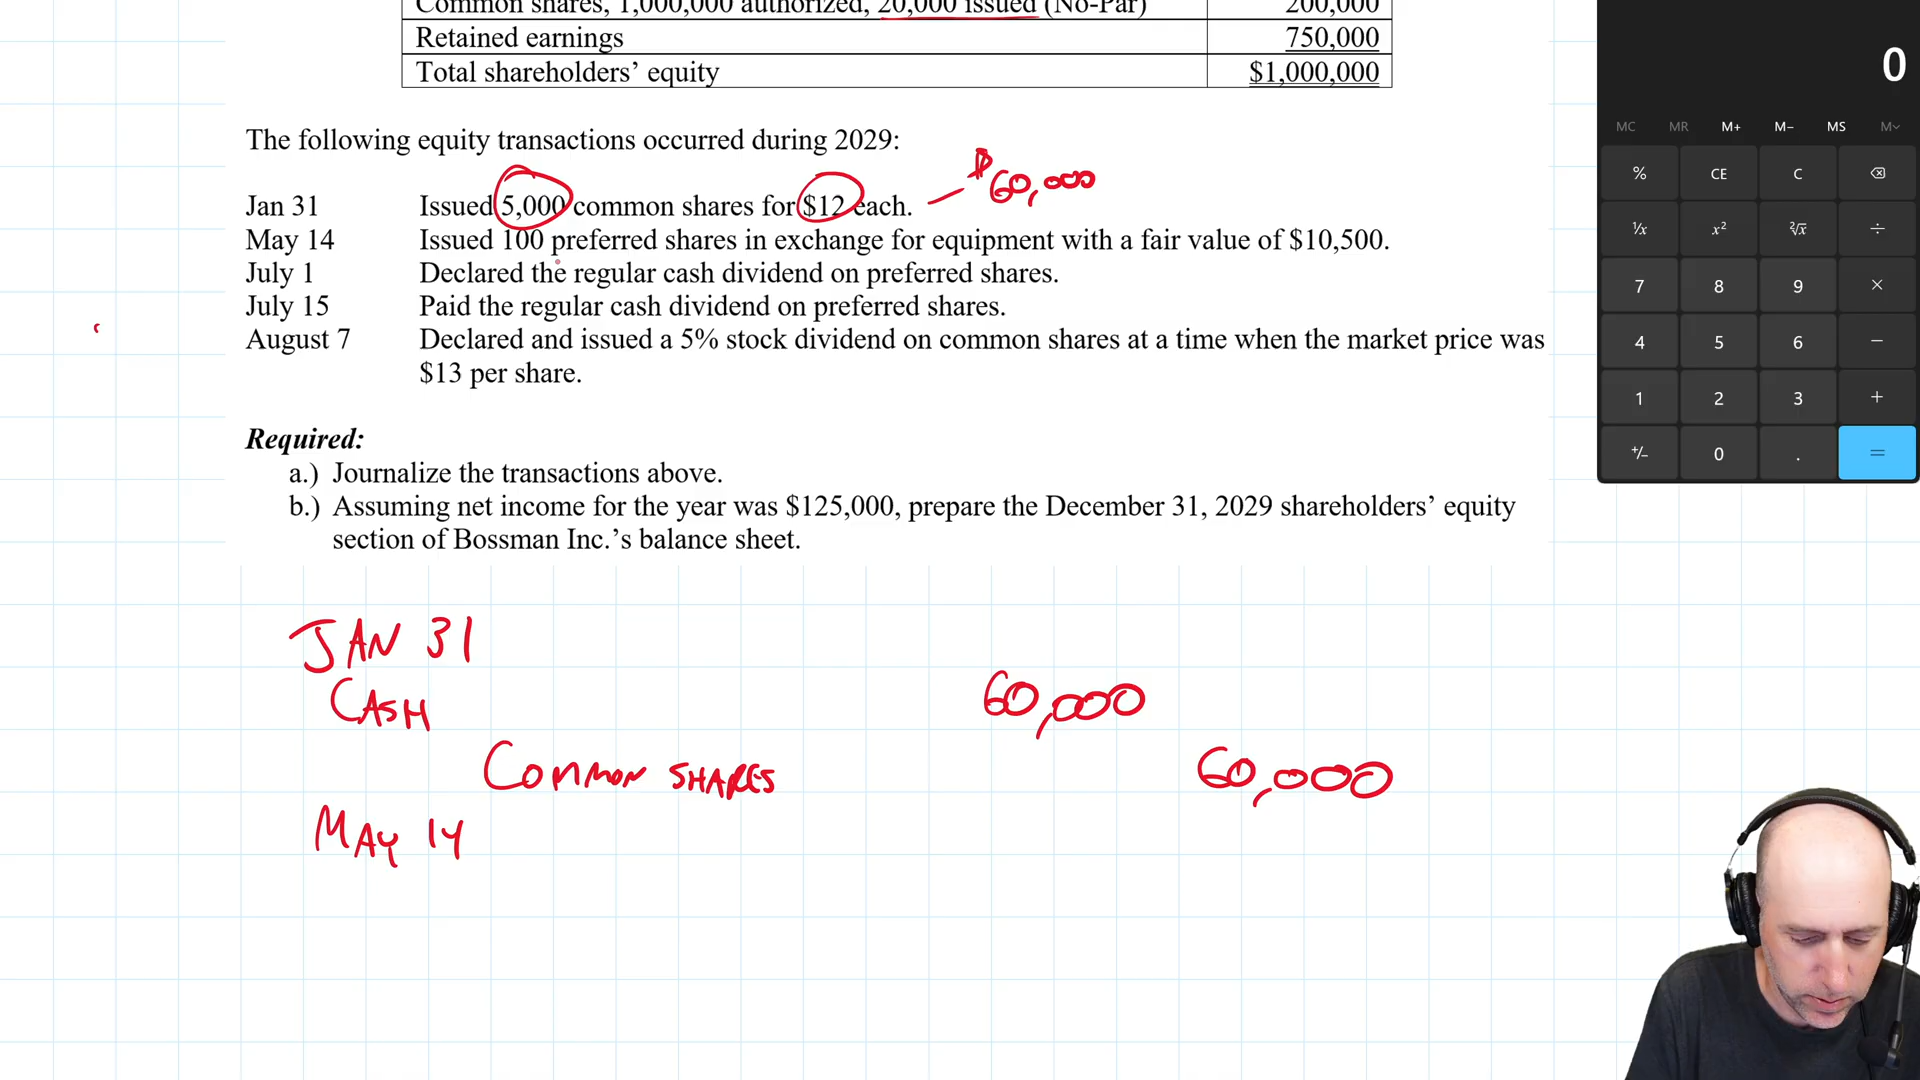 Common shares, 1,000,000 authorized, 20,000 issued (No-Par) 200,000
Retained earnings 750,000
Total shareholders' equity $1,000,000
The following equity transactions occurred during 2029:
$60,000
Jan 31 Issued 5,000 common shares for $12 each.
May 14 Issued 100 preferred shares in exchange for equipment with a fair value of $10,500.
July 1 Declared the regular cash dividend on preferred shares.
July 15 Paid the regular cash dividend on preferred shares.
August 7 Declared and issued a 5% stock dividend on common shares at a time when the market price was
$13 per share.
Required:
a.) Journalize the transactions above.
b.) Assuming net income for the year was $125,000, prepare the December 31, 2029 shareholders' equity
section of Bossman Inc.'s balance sheet.
JAN 31
CASH 60,000
COMMON SHARES 60,000
MAY 14
0
MC MR M+ M− MS M˅
% CE C ⌫
¹/x x² ²√x ÷
7 8 9 ×
4 5 6 −
1 2 3 +
+/− 0 . =